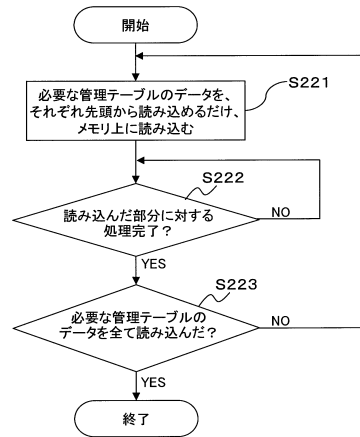 開始
必要な管理テーブルのデータを、
それぞれ先頭から読み込めるだけ、
メモリ上に読み込む
S221
S222
読み込んだ部分に対する
処理完了?
NO
YES
S223
必要な管理テーブルの
データを全て読み込んだ?
NO
YES
終了